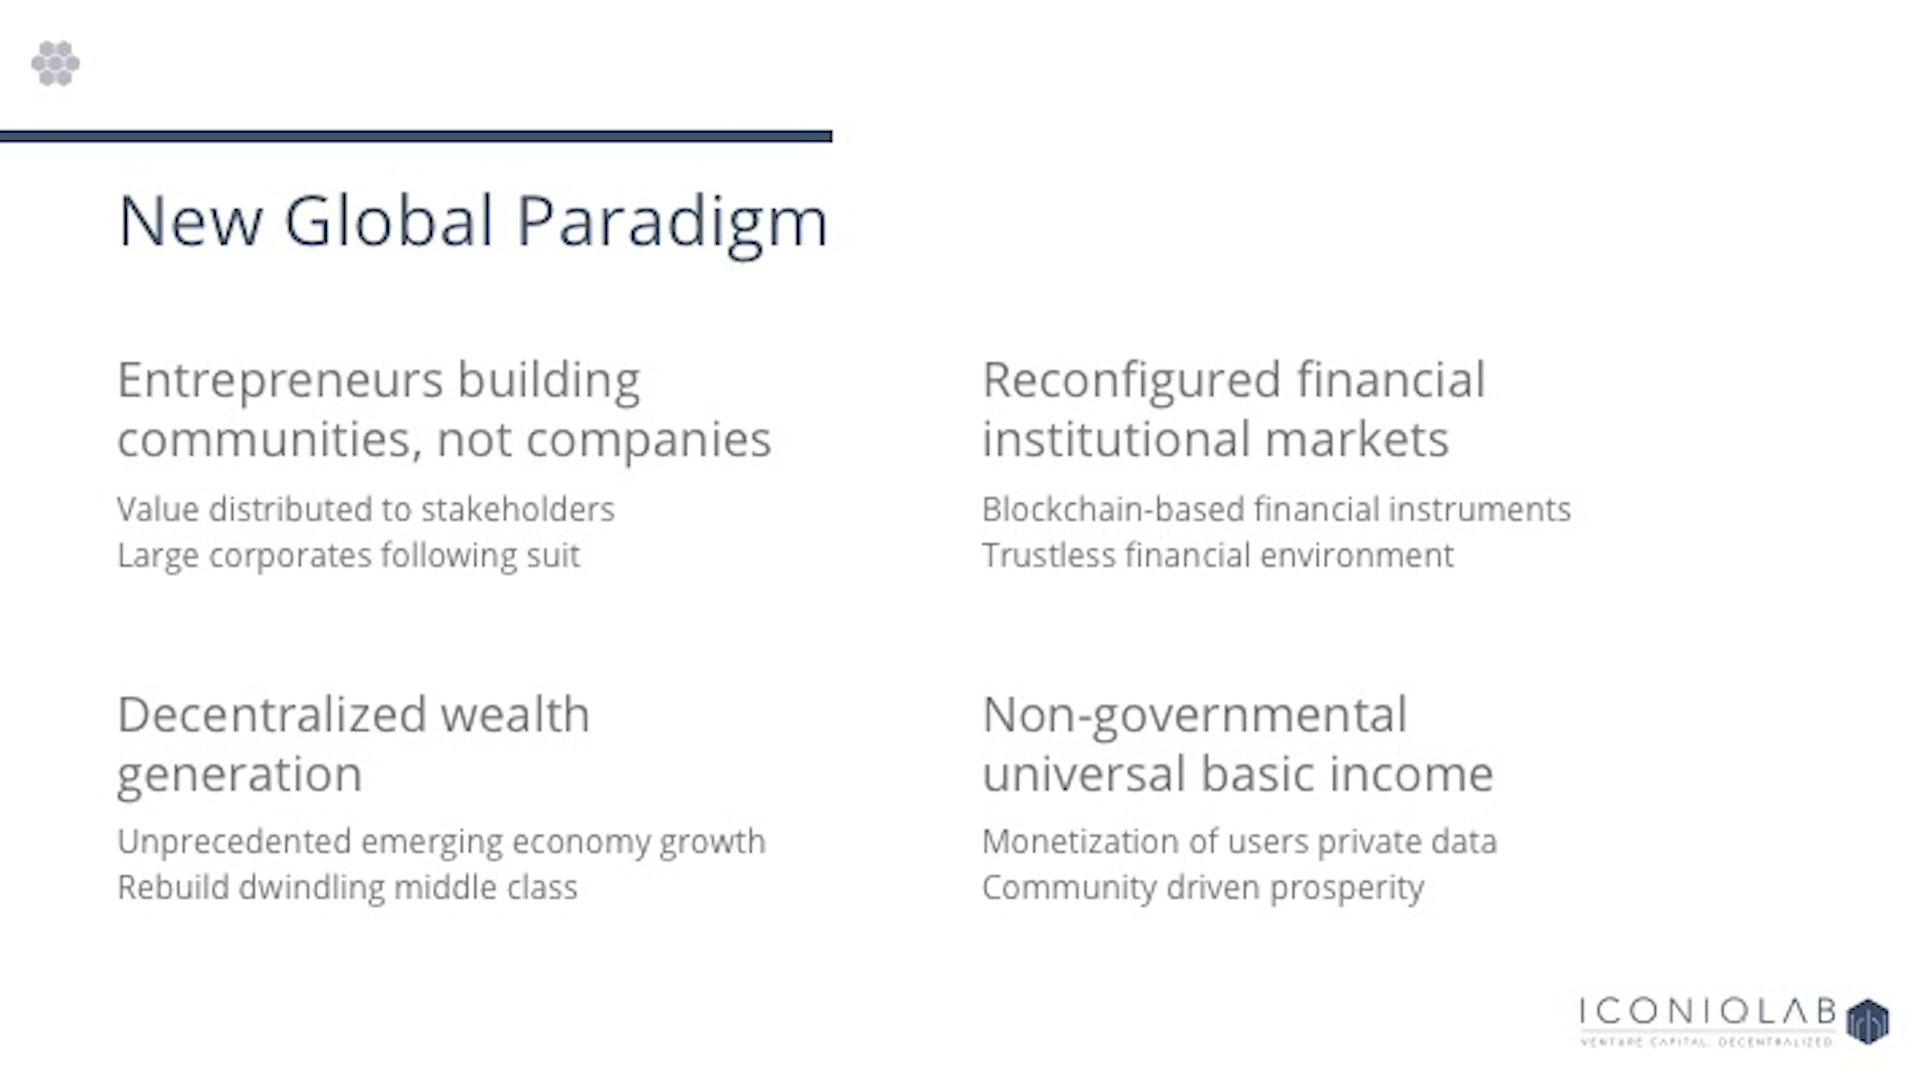 New Global Paradigm
Entrepreneurs building
communities, not companies
Value distributed to stakeholders
Large corporates following suit
Reconfigured financial
institutional markets
Blockchain-based financial instruments
Trustless financial environment
Decentralized wealth
generation
Unprecedented emerging economy growth
Rebuild dwindling middle class
Non-governmental
universal basic income
Monetization of users private data
Community driven prosperity
ICONIQLAB
VENTURE CAPITAL. DECENTRALIZED.